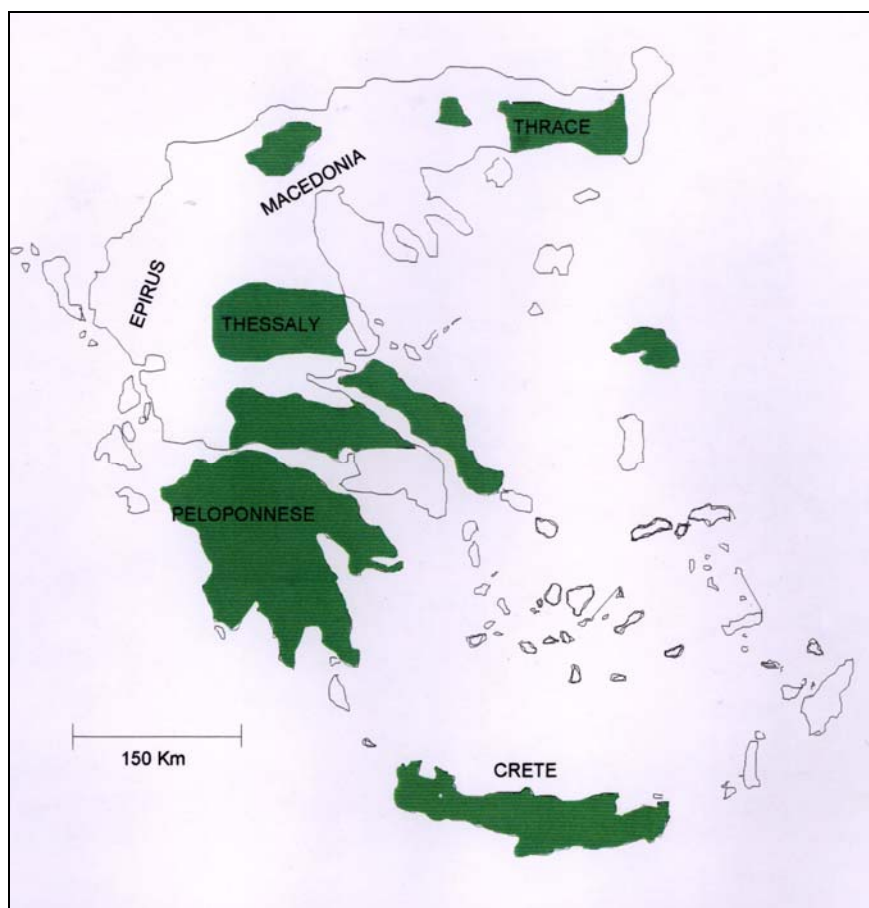 THRACE
MACEDONIA
EPIRUS
THESSALY
PELOPONNESE
150 Km
CRETE